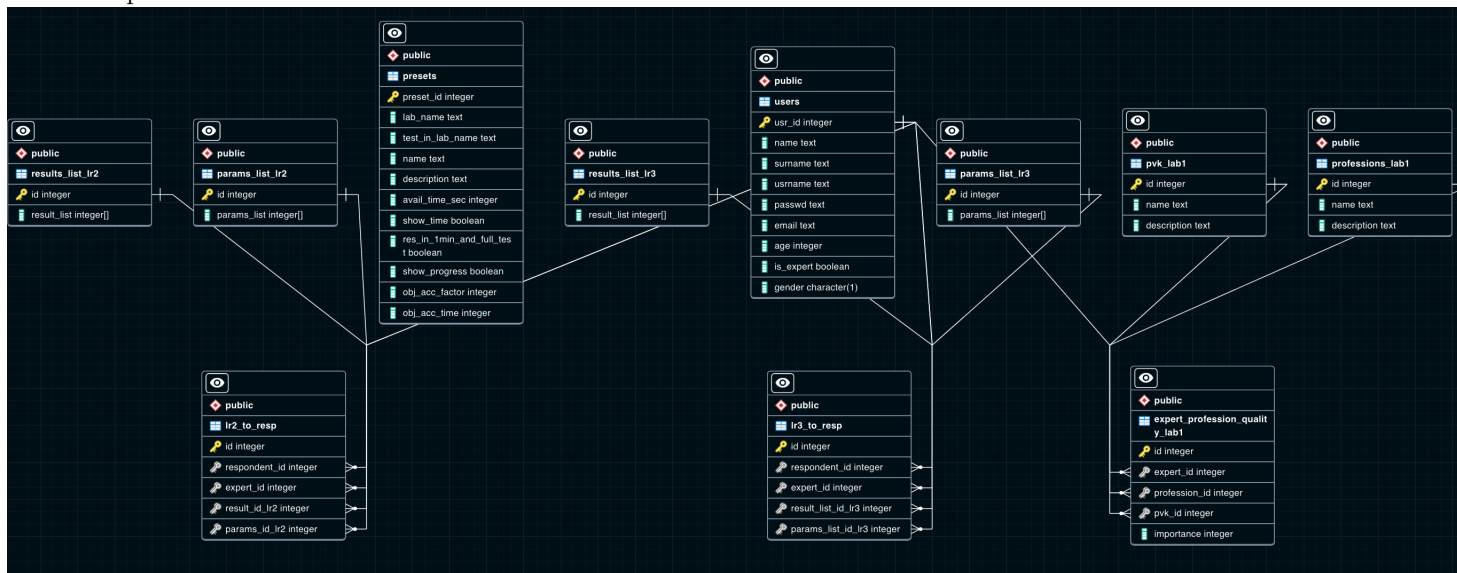 public
results_list_lr2
id integer
result_list integer[]
public
params_list_lr2
id integer
params_list integer[]
public
presets
preset_id integer
lab_name text
test_in_lab_name text
name text
description text
avail_time_sec integer
show_time boolean
res_in_1min_and_full_tes
t boolean
show_progress boolean
obj_acc_factor integer
obj_acc_time integer
public
results_list_lr3
id integer
result_list integer[]
public
users
usr_id integer
name text
surname text
usrname text
passwd text
email text
age integer
is_expert boolean
gender character(1)
public
params_list_lr3
id integer
params_list integer[]
public
pvk_lab1
id integer
name text
description text
public
professions_lab1
id integer
name text
description text
public
lr2_to_resp
id integer
respondent_id integer
expert_id integer
result_id_lr2 integer
params_id_lr2 integer
public
lr3_to_resp
id integer
respondent_id integer
expert_id integer
result_list_id_lr3 integer
params_list_id_lr3 integer
public
expert_profession_qualit
y_lab1
id integer
expert_id integer
profession_id integer
pvk_id integer
importance integer